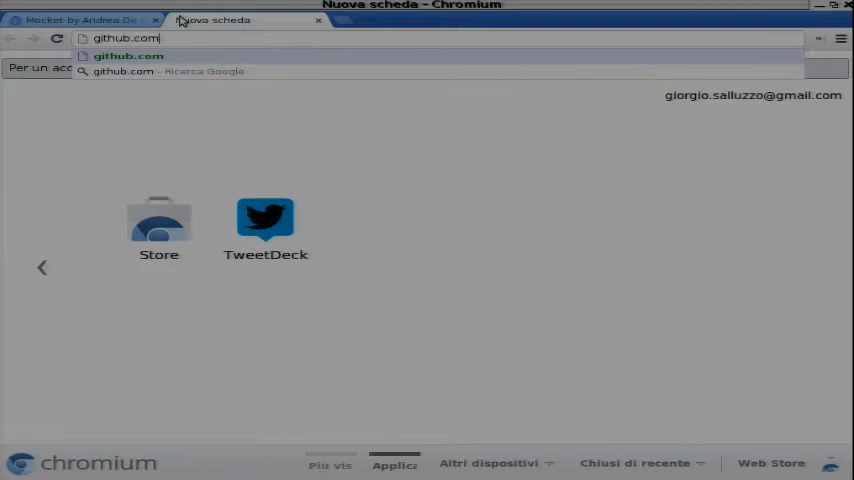 Nuova scheda - Chromium
Mocket by Andrea De
Nuova scheda
github.com
github.com
github.com - Ricerca Google
Per un acc
giorgio.salluzzo@gmail.com
Store
TweetDeck
chromium
Più vis
Applica
Altri dispositivi
Chiusi di recente
Web Store